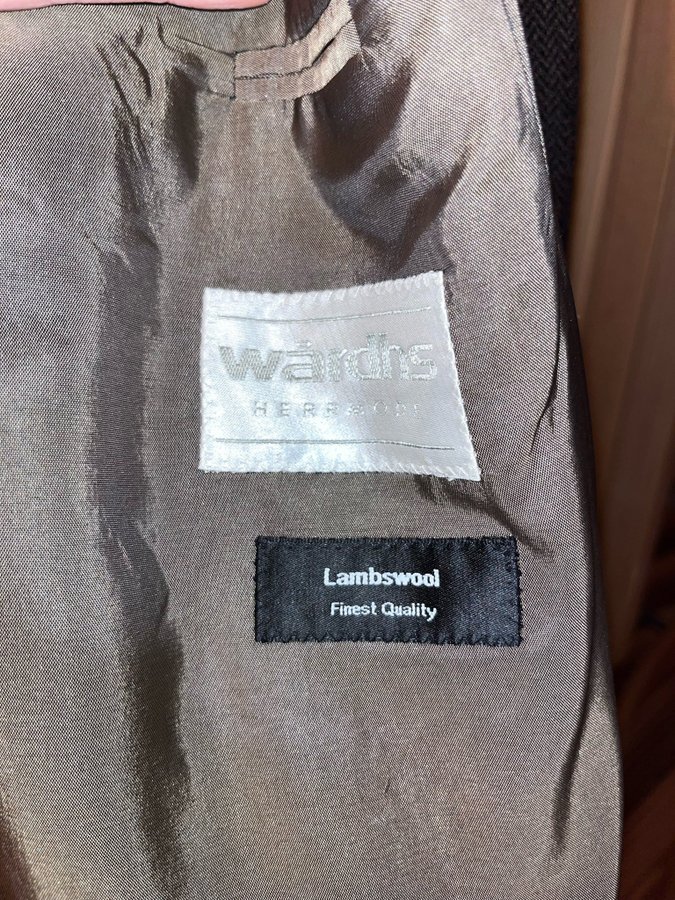 wårdhs
HERRMODE
Lambswool
Finest Quality